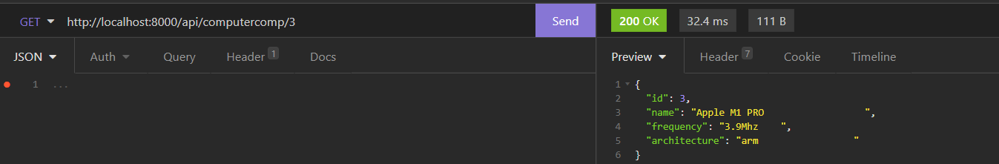 GET http://localhost:8000/api/computercomp/3 Send 200 OK 32.4 ms 111 B
JSON Auth Query Header 1 Docs Preview Header 7 Cookie Timeline
1 ...
1 {
2 "id": 3,
3 "name": "Apple M1 PRO                  ",
4 "frequency": "3.9Mhz    ",
5 "architecture": "arm                 "
6 }